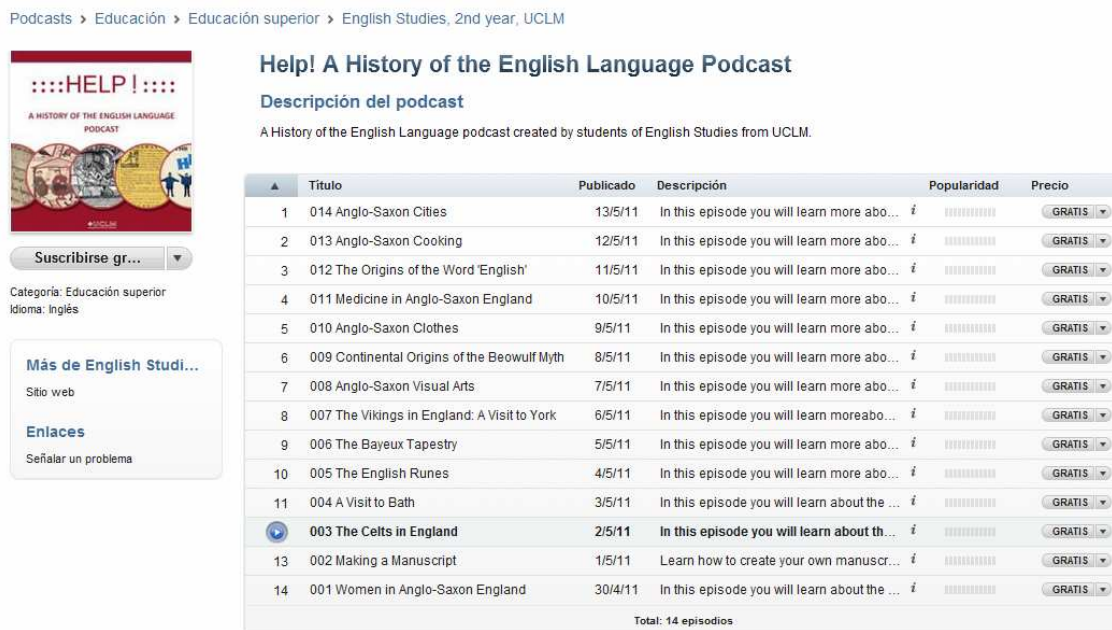 Podcasts > Educación > Educación superior > English Studies, 2nd year, UCLM
::::HELP!::::
A HISTORY OF THE ENGLISH LANGUAGE
PODCAST
UCLM
Suscribirse gr... ▼
Categoría: Educación superior
Idioma: Inglés
Más de English Studi...
Sitio web
Enlaces
Señalar un problema
Help! A History of the English Language Podcast
Descripción del podcast
A History of the English Language podcast created by students of English Studies from UCLM.
▲ Título Publicado Descripción Popularidad Precio
1 014 Anglo-Saxon Cities 13/5/11 In this episode you will learn more abo... i GRATIS
2 013 Anglo-Saxon Cooking 12/5/11 In this episode you will learn more abo... i GRATIS
3 012 The Origins of the Word 'English' 11/5/11 In this episode you will learn more abo... i GRATIS
4 011 Medicine in Anglo-Saxon England 10/5/11 In this episode you will learn more abo... i GRATIS
5 010 Anglo-Saxon Clothes 9/5/11 In this episode you will learn more abo... i GRATIS
6 009 Continental Origins of the Beowulf Myth 8/5/11 In this episode you will learn more abo... i GRATIS
7 008 Anglo-Saxon Visual Arts 7/5/11 In this episode you will learn more abo... i GRATIS
8 007 The Vikings in England: A Visit to York 6/5/11 In this episode you will learn moreabo... i GRATIS
9 006 The Bayeux Tapestry 5/5/11 In this episode you will learn more abo... i GRATIS
10 005 The English Runes 4/5/11 In this episode you will learn more abo... i GRATIS
11 004 A Visit to Bath 3/5/11 In this episode you will learn about the ... i GRATIS
003 The Celts in England 2/5/11 In this episode you will learn about th... i GRATIS
13 002 Making a Manuscript 1/5/11 Learn how to create your own manuscr... i GRATIS
14 001 Women in Anglo-Saxon England 30/4/11 In this episode you will learn about the ... i GRATIS
Total: 14 episodios